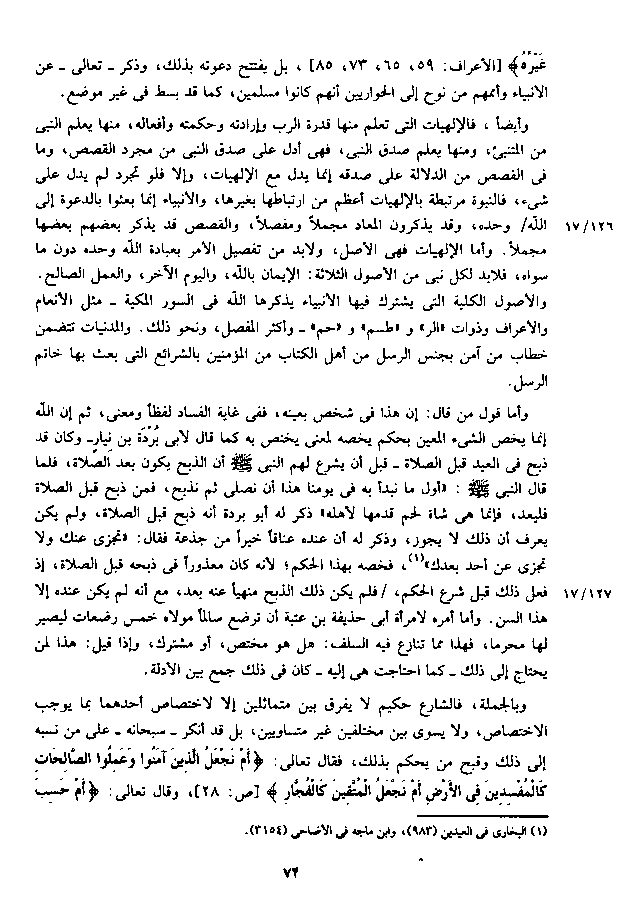 غَيْرُهُ﴾ [الأعراف: ٥٩، ٦٥، ٧٣، ٨٥] ، بل يفتتح دعوته بذلك، وذكر ـ تعالى ـ عن
الأنبياء وأممهم من نوح إلى الحواريين أنهم كانوا مسلمين، كما قد بسط فى غير موضع.
وأيضاً ، فالإلهيات التى تعلم منها قدرة الرب وإرادته وحكمته وأفعاله، منها يعلم النبى
من المتنبئ، ومنها يعلم صدق النبى، فهى أدل على صدق النبى من مجرد القصص، وما
فى القصص من الدلالة على صدقه إنما يدل مع الإلهيات، وإلا فلو تجرد لم يدل على
شىء، فالنبوة مرتبطة بالإلهيات أعظم من ارتباطها بغيرها، والأنبياء إنما بعثوا بالدعوة إلى
١٧/١٢٦ الله/ وحده، وقد يذكرون المعاد مجملاً ومفصلاً، والقصص قد يذكر بعضهم بعضها
مجملاً. وأما الإلهيات فهى الأصل، ولابد من تفصيل الأمر بعبادة الله وحده دون ما
سواه، فلابد لكل نبى من الأصول الثلاثة: الإيمان بالله، واليوم الآخر، والعمل الصالح.
والأصول الكلية التى يشترك فيها الأنبياء يذكرها الله فى السور المكية ـ مثل الأنعام
والأعراف وذوات «الر» و «طسم» و «حم» ـ وأكثر المفصل، ونحو ذلك. والمدنيات تتضمن
خطاب من آمن بجنس الرسل من أهل الكتاب من المؤمنين بالشرائع التى بعث بها خاتم
الرسل.
وأما قول من قال: إن هذا فى شخص بعينه، ففى غاية الفساد لفظاً ومعنى، ثم إن الله
إنما يخص الشىء المعين بحكم يخصه لمعنى يختص به كما قال لأبى بُرْدَة بن نيارـ وكان قد
ذبح فى العيد قبل الصلاة ـ قبل أن يشرع لهم النبى ﷺ أن الذبح يكون بعد الصَّلاة، فلما
قال النبى ﷺ : «أول ما نبدأ به فى يومنا هذا أن نصلى ثم نذبح، فمن ذبح قبل الصلاة
فليعد، فإنما هى شاة لحم قدمها لأهله» ذكر له أبو بردة أنه ذبح قبل الصلاة، ولم يكن
يعرف أن ذلك لا يجوز، وذكر له أن عنده عناقاً خيراً من جذعة فقال: «تجزى عنك ولا
تجزى عن أحد بعدك»(١)، فخصه بهذا الحكم؛ لأنه كان معذوراً فى ذبحه قبل الصلاة، إذ
١٧/١٢٧ فعل ذلك قبل شرع الحكم، /فلم يكن ذلك الذبح منهياً عنه بعد، مع أنه لم يكن عنده إلا
هذا السن. وأما أمره لامرأة أبى حذيفة بن عتبة أن ترضع سالماً مولاه خمس رضعات ليصير
لها محرما، فهذا مما تنازع فيه السلف: هل هو مختص، أو مشترك، وإذا قيل: هذا لمن
يحتاج إلى ذلك ـ كما احتاجت هى إليه ـ كان فى ذلك جمع بين الأدلة.
وبالجملة، فالشارع حكيم لا يفرق بين متماثلين إلا لاختصاص أحدهما بما يوجب
الاختصاص، ولا يسوى بين مختلفين غير متساويين، بل قد أنكر ـ سبحانه ـ على من نسبه
إلى ذلك وقبح من يحكم بذلك، فقال تعالى: ﴿أَمْ نَجْعَلُ الَّذِينَ آمَنُوا وَعَمِلُوا الصَّالِحَاتِ
كَالْمُفْسِدِينَ فِي الأَرْضِ أَمْ نَجْعَلُ الْمُتَّقِينَ كَالْفُجَّارِ ﴾ [ص: ٢٨]، وقال تعالى: ﴿أَمْ حَسِبَ
(١) البخارى فى العيدين (٩٨٣)، وابن ماجه فى الأضاحى (٣١٥٤).
٧٢